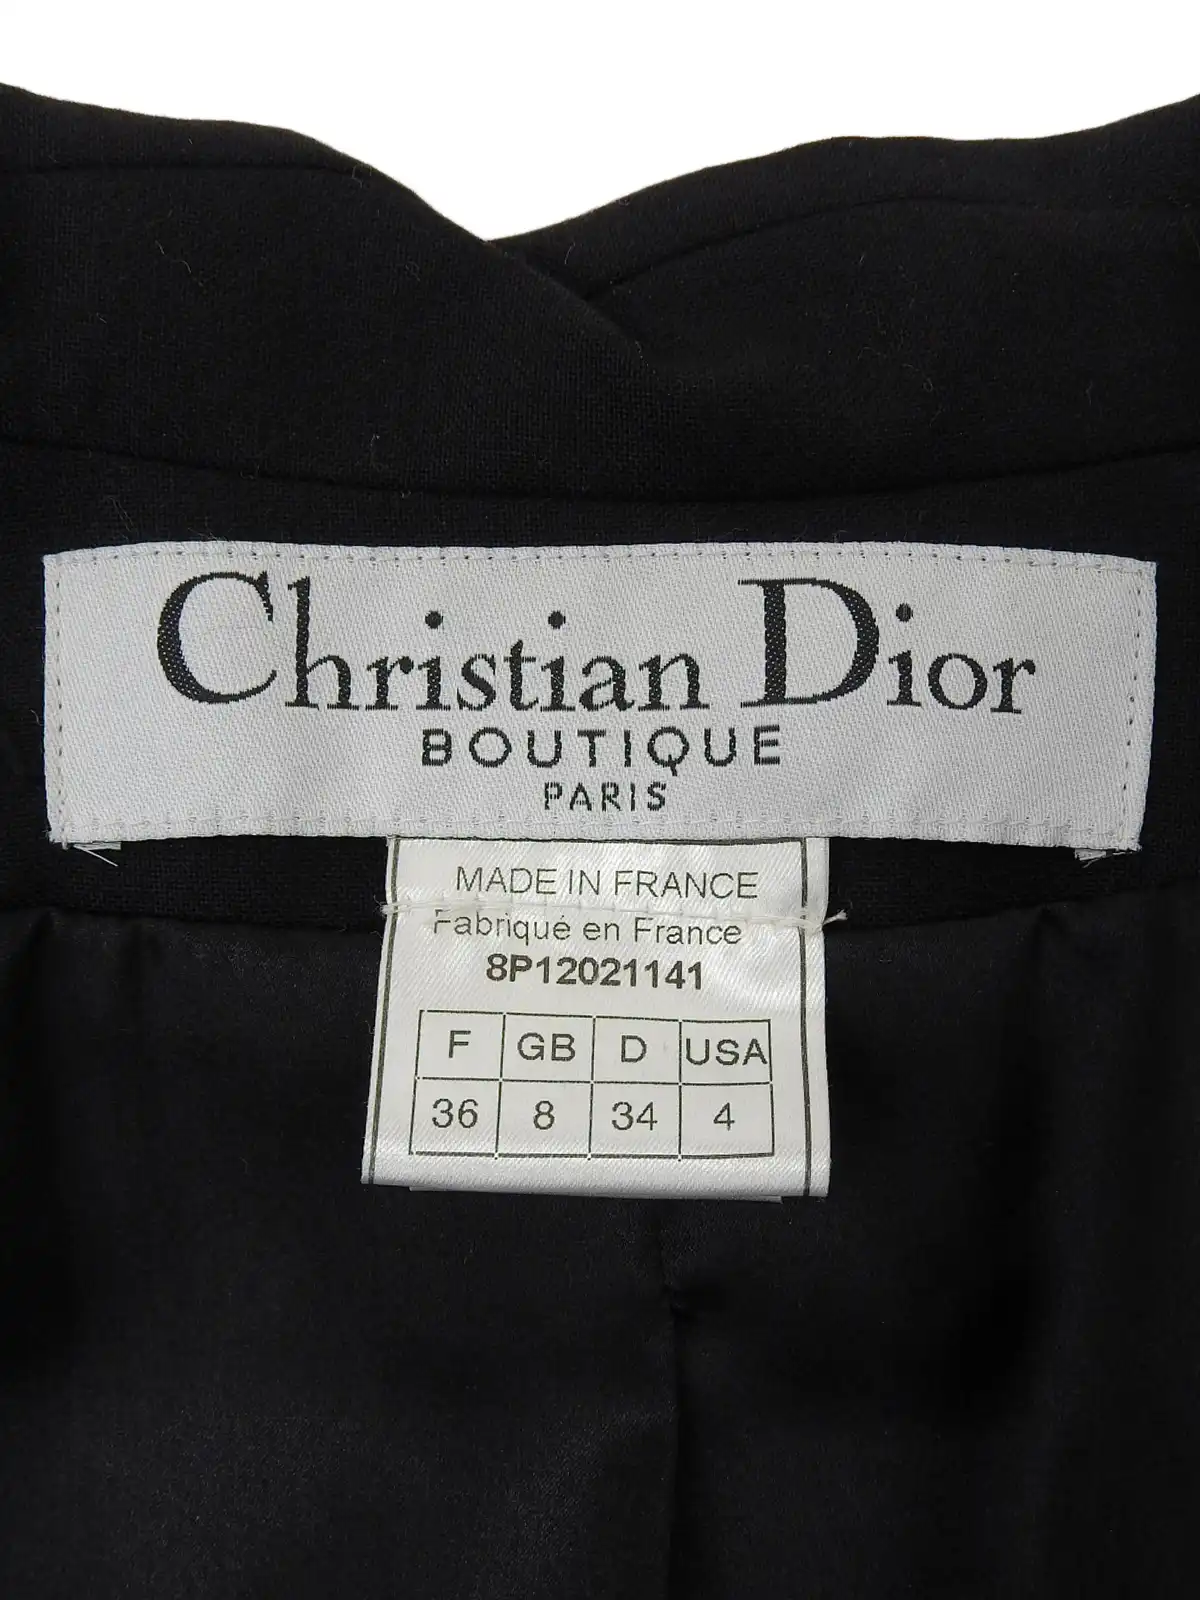 Christian Dior
BOUTIQUE
PARIS
MADE IN FRANCE
Fabriqué en France
8P12021141
F GB D USA
36 8 34 4